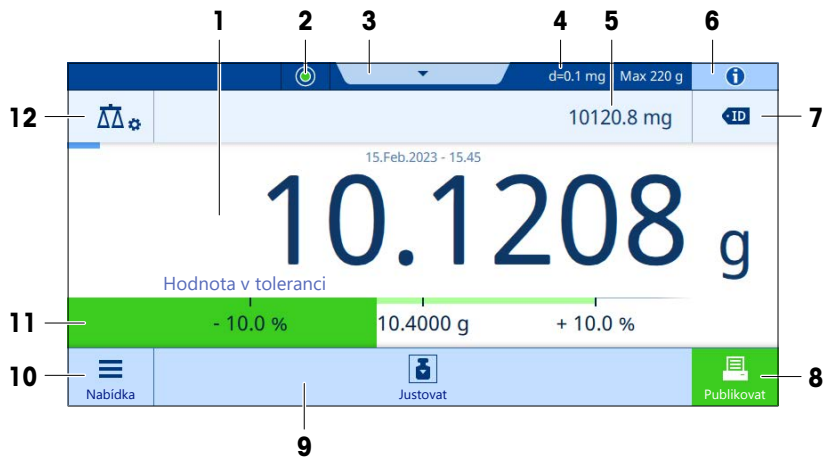 1 2 3 4 5 6
d=0.1 mg Max 220 g
12 10120.8 mg ID 7
15.Feb.2023 - 15.45
10.1208 g
Hodnota v toleranci
11 - 10.0 % 10.4000 g + 10.0 %
10 Nabídka Justovat Publikovat 8
9